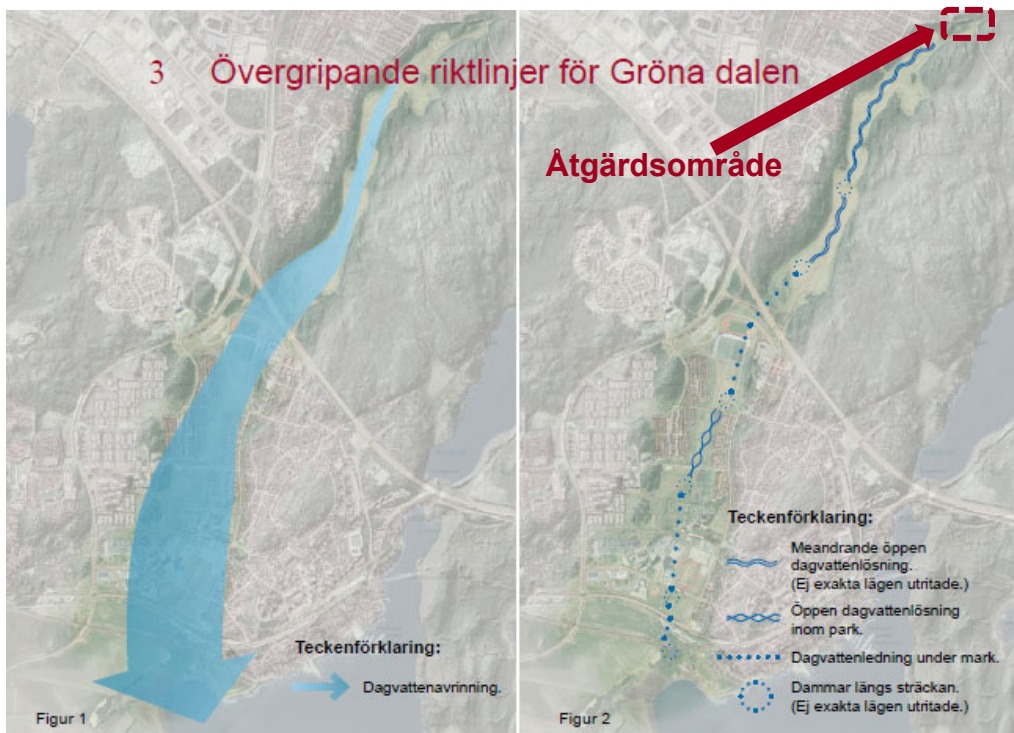 3 Övergripande riktlinjer för Gröna dalen
Åtgärdsområde
Teckenförklaring:
Dagvattenavrinning.
Figur 1
Teckenförklaring:
Meandrande öppen
dagvattenlösning.
(Ej exakta lägen utritade.)
Öppen dagvattenlösning
inom park.
Dagvattenledning under mark.
Dammar längs sträckan.
(Ej exakta lägen utritade.)
Figur 2